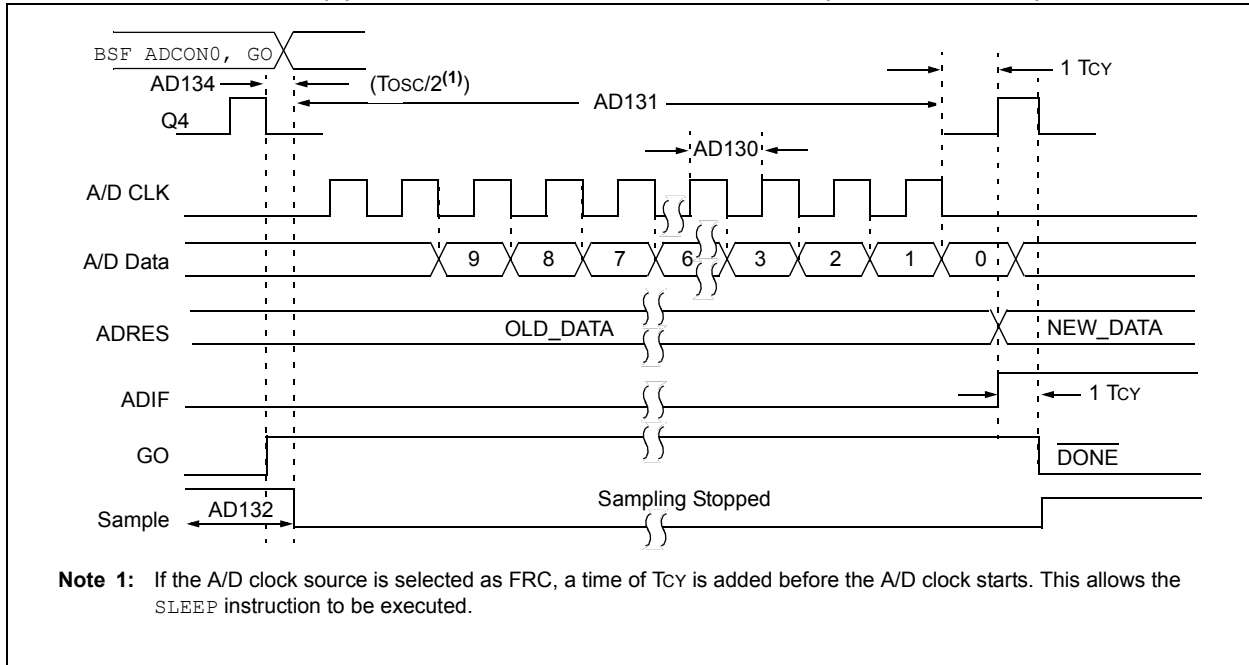 BSF ADCON0, GO
AD134
(TOSC/2(1))
1 TCY
AD131
Q4
AD130
A/D CLK
A/D Data
9 8 7 6 3 2 1 0
ADRES
OLD_DATA
NEW_DATA
ADIF
1 TCY
GO
DONE
Sampling Stopped
AD132
Sample
Note 1: If the A/D clock source is selected as FRC, a time of TCY is added before the A/D clock starts. This allows the
SLEEP instruction to be executed.